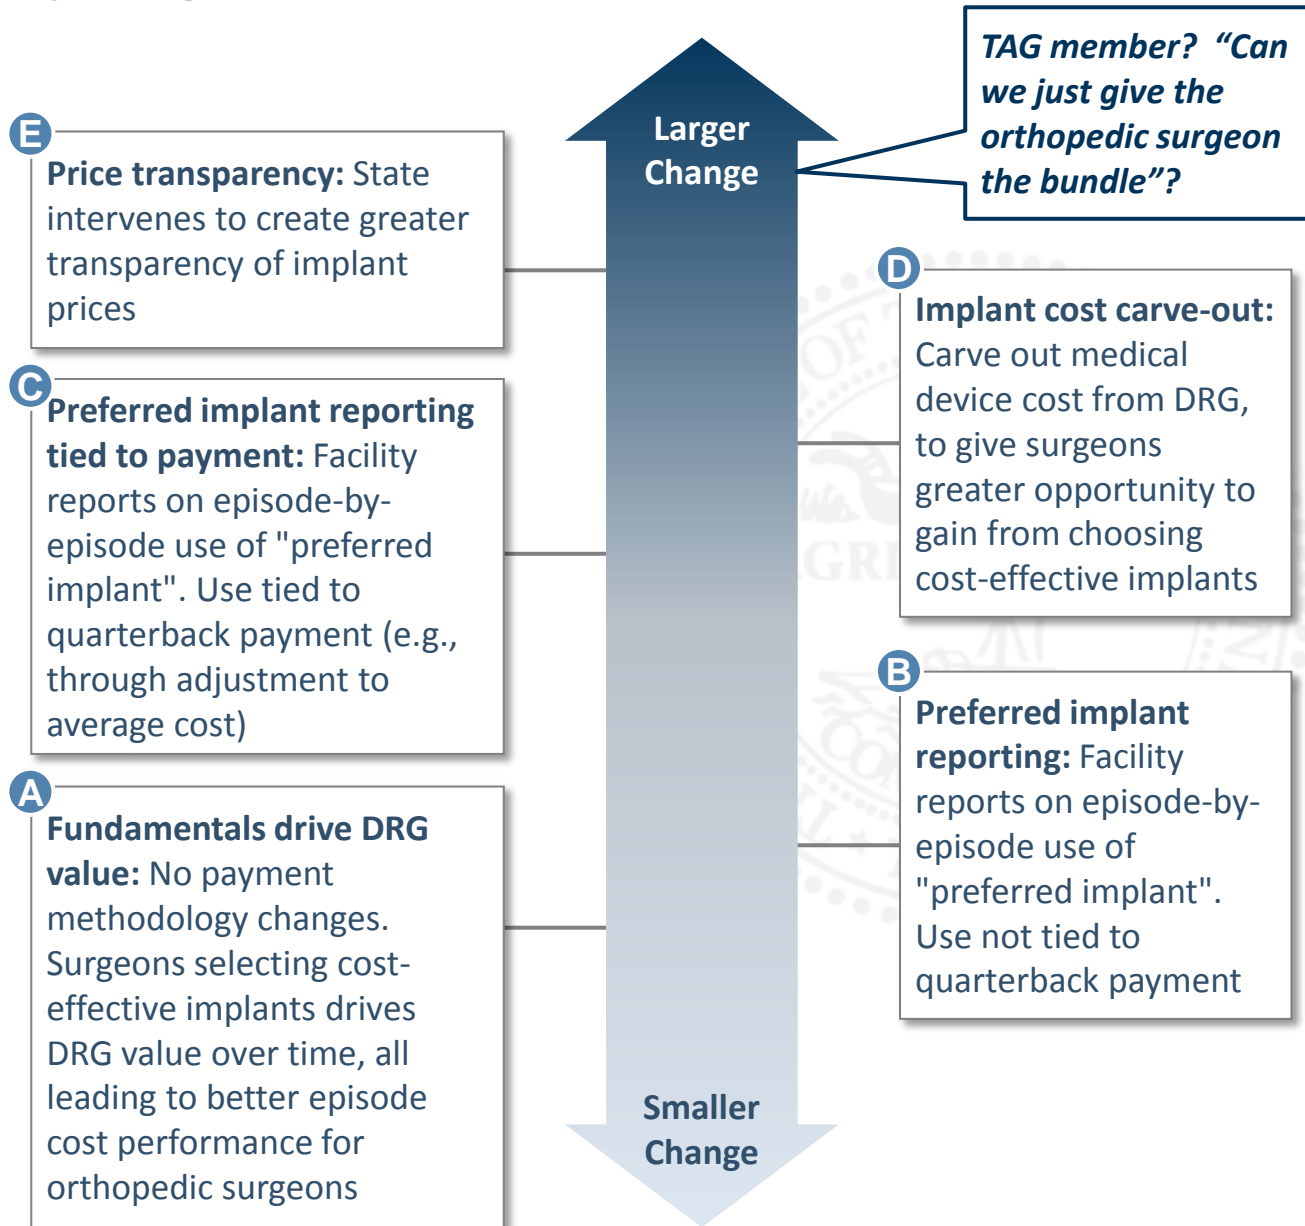 Larger
Change
TAG member? “Can
we just give the
orthopedic surgeon
the bundle”?
E
Price transparency: State
intervenes to create greater
transparency of implant
prices
D
Implant cost carve-out:
Carve out medical
device cost from DRG,
to give surgeons
greater opportunity to
gain from choosing
cost-effective implants
C
Preferred implant reporting
tied to payment: Facility
reports on episode-by-
episode use of "preferred
implant". Use tied to
quarterback payment (e.g.,
through adjustment to
average cost)
B
Preferred implant
reporting: Facility
reports on episode-by-
episode use of
"preferred implant".
Use not tied to
quarterback payment
A
Fundamentals drive DRG
value: No payment
methodology changes.
Surgeons selecting cost-
effective implants drives
DRG value over time, all
leading to better episode
cost performance for
orthopedic surgeons
Smaller
Change